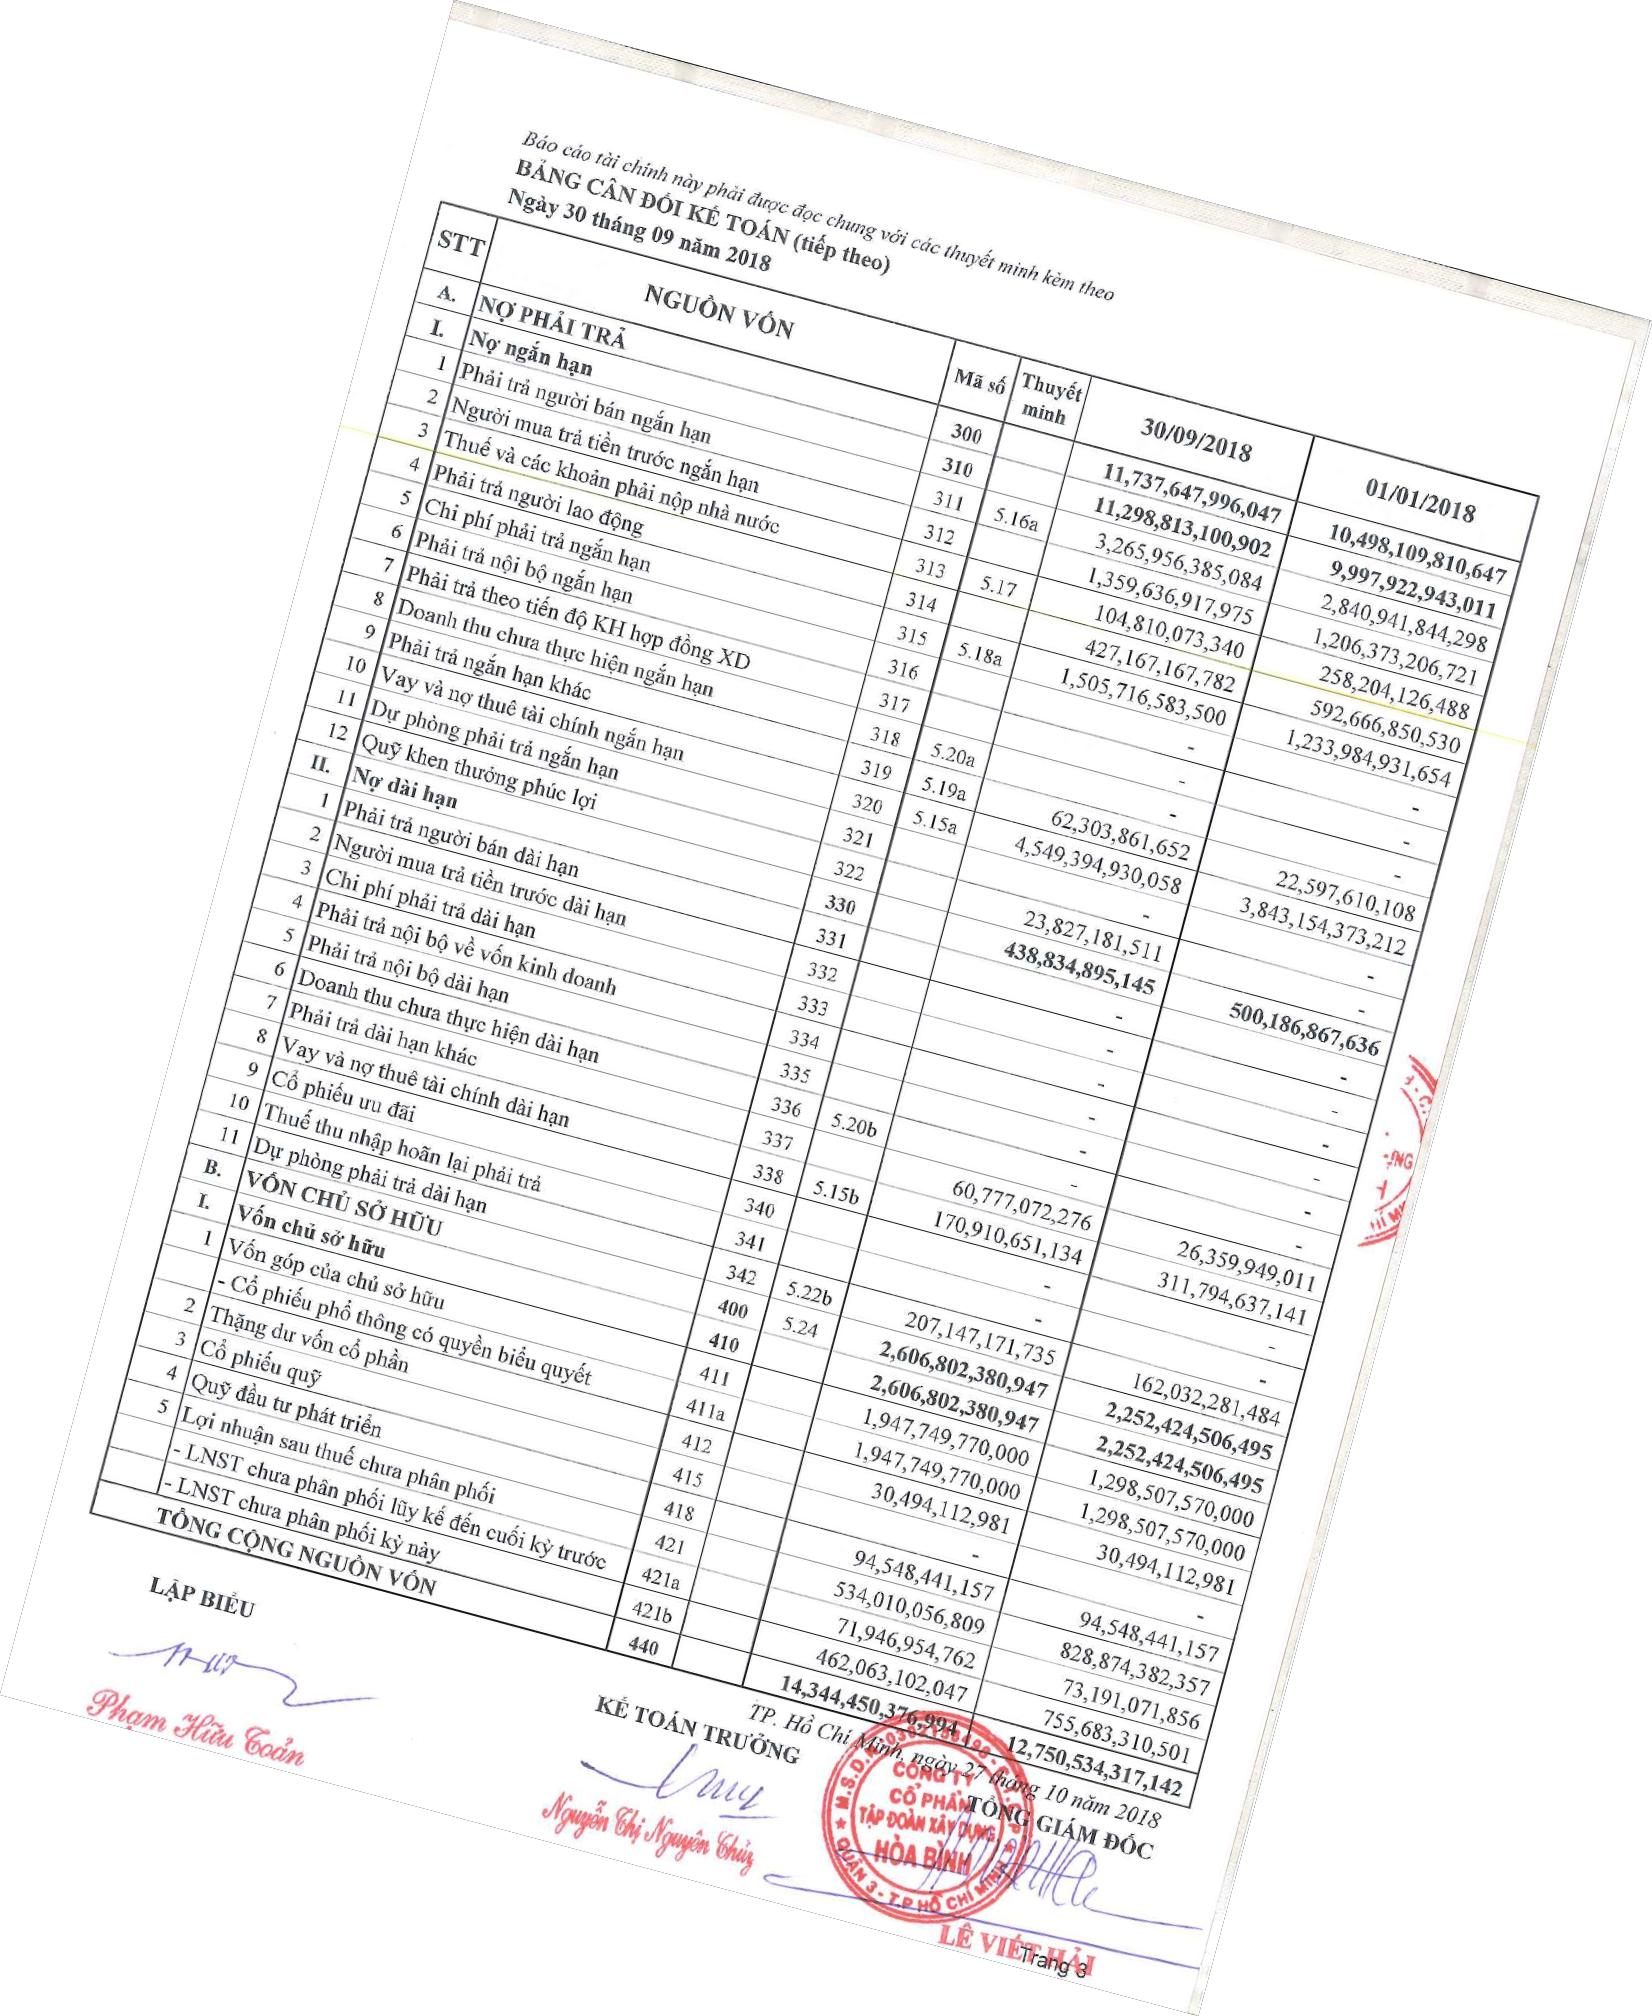 Báo cáo tài chính này phải được đọc chung với các thuyết minh kèm theo
BẢNG CÂN ĐỐI KẾ TOÁN (tiếp theo)
Ngày 30 tháng 09 năm 2018
STT NGUỒN VỐN Mã số Thuyết minh 30/09/2018 01/01/2018
A. NỢ PHẢI TRẢ 300 11,737,647,996,047 10,498,109,810,647
I. Nợ ngắn hạn 310 11,298,813,100,902 9,997,922,943,011
1 Phải trả người bán ngắn hạn 311 5.16a 3,265,956,385,084 2,840,941,844,298
2 Người mua trả tiền trước ngắn hạn 312 1,359,636,917,975 1,206,373,206,721
3 Thuế và các khoản phải nộp nhà nước 313 5.17 104,810,073,340 258,204,126,488
4 Phải trả người lao động 314 427,167,167,782 592,666,850,530
5 Chi phí phải trả ngắn hạn 315 5.18a 1,505,716,583,500 1,233,984,931,654
6 Phải trả nội bộ ngắn hạn 316 - -
7 Phải trả theo tiến độ KH hợp đồng XD 317 - -
8 Doanh thu chưa thực hiện ngắn hạn 318 5.20a - -
9 Phải trả ngắn hạn khác 319 5.19a 62,303,861,652 22,597,610,108
10 Vay và nợ thuê tài chính ngắn hạn 320 5.15a 4,549,394,930,058 3,843,154,373,212
11 Dự phòng phải trả ngắn hạn 321 - -
12 Quỹ khen thưởng phúc lợi 322 23,827,181,511 -
II. Nợ dài hạn 330 438,834,895,145 500,186,867,636
1 Phải trả người bán dài hạn 331 - -
2 Người mua trả tiền trước dài hạn 332 - -
3 Chi phí phải trả dài hạn 333 - -
4 Phải trả nội bộ về vốn kinh doanh 334 - -
5 Phải trả nội bộ dài hạn 335 - -
6 Doanh thu chưa thực hiện dài hạn 336 5.20b - -
7 Phải trả dài hạn khác 337 60,777,072,276 26,359,949,011
8 Vay và nợ thuê tài chính dài hạn 338 5.15b 170,910,651,134 311,794,637,141
9 Cổ phiếu ưu đãi 340 - -
10 Thuế thu nhập hoãn lại phải trả 341 - -
11 Dự phòng phải trả dài hạn 342 5.22b 207,147,171,735 162,032,281,484
B. VỐN CHỦ SỞ HỮU 400 5.24 2,606,802,380,947 2,252,424,506,495
I. Vốn chủ sở hữu 410 2,606,802,380,947 2,252,424,506,495
1 Vốn góp của chủ sở hữu 411 1,947,749,770,000 1,298,507,570,000
- Cổ phiếu phổ thông có quyền biểu quyết 411a 1,947,749,770,000 1,298,507,570,000
2 Thặng dư vốn cổ phần 412 30,494,112,981 30,494,112,981
3 Cổ phiếu quỹ 415 - -
4 Quỹ đầu tư phát triển 418 94,548,441,157 94,548,441,157
5 Lợi nhuận sau thuế chưa phân phối 421 534,010,056,809 828,874,382,357
- LNST chưa phân phối lũy kế đến cuối kỳ trước 421a 71,946,954,762 73,191,071,856
- LNST chưa phân phối kỳ này 421b 462,063,102,047 755,683,310,501
TỔNG CỘNG NGUỒN VỐN 440 14,344,450,376,994 12,750,534,317,142
TP. Hồ Chí Minh, ngày 27 tháng 10 năm 2018
LẬP BIỂU KẾ TOÁN TRƯỞNG TỔNG GIÁM ĐỐC
CÔNG TY
CỔ PHẦN
TẬP ĐOÀN XÂY DỰNG
HÒA BÌNH
QUẬN 3 - T.P HỒ CHÍ MINH
Phạm Hữu Toản Nguyễn Thị Nguyên Thủy LÊ VIẾT HẢI
Trang 3